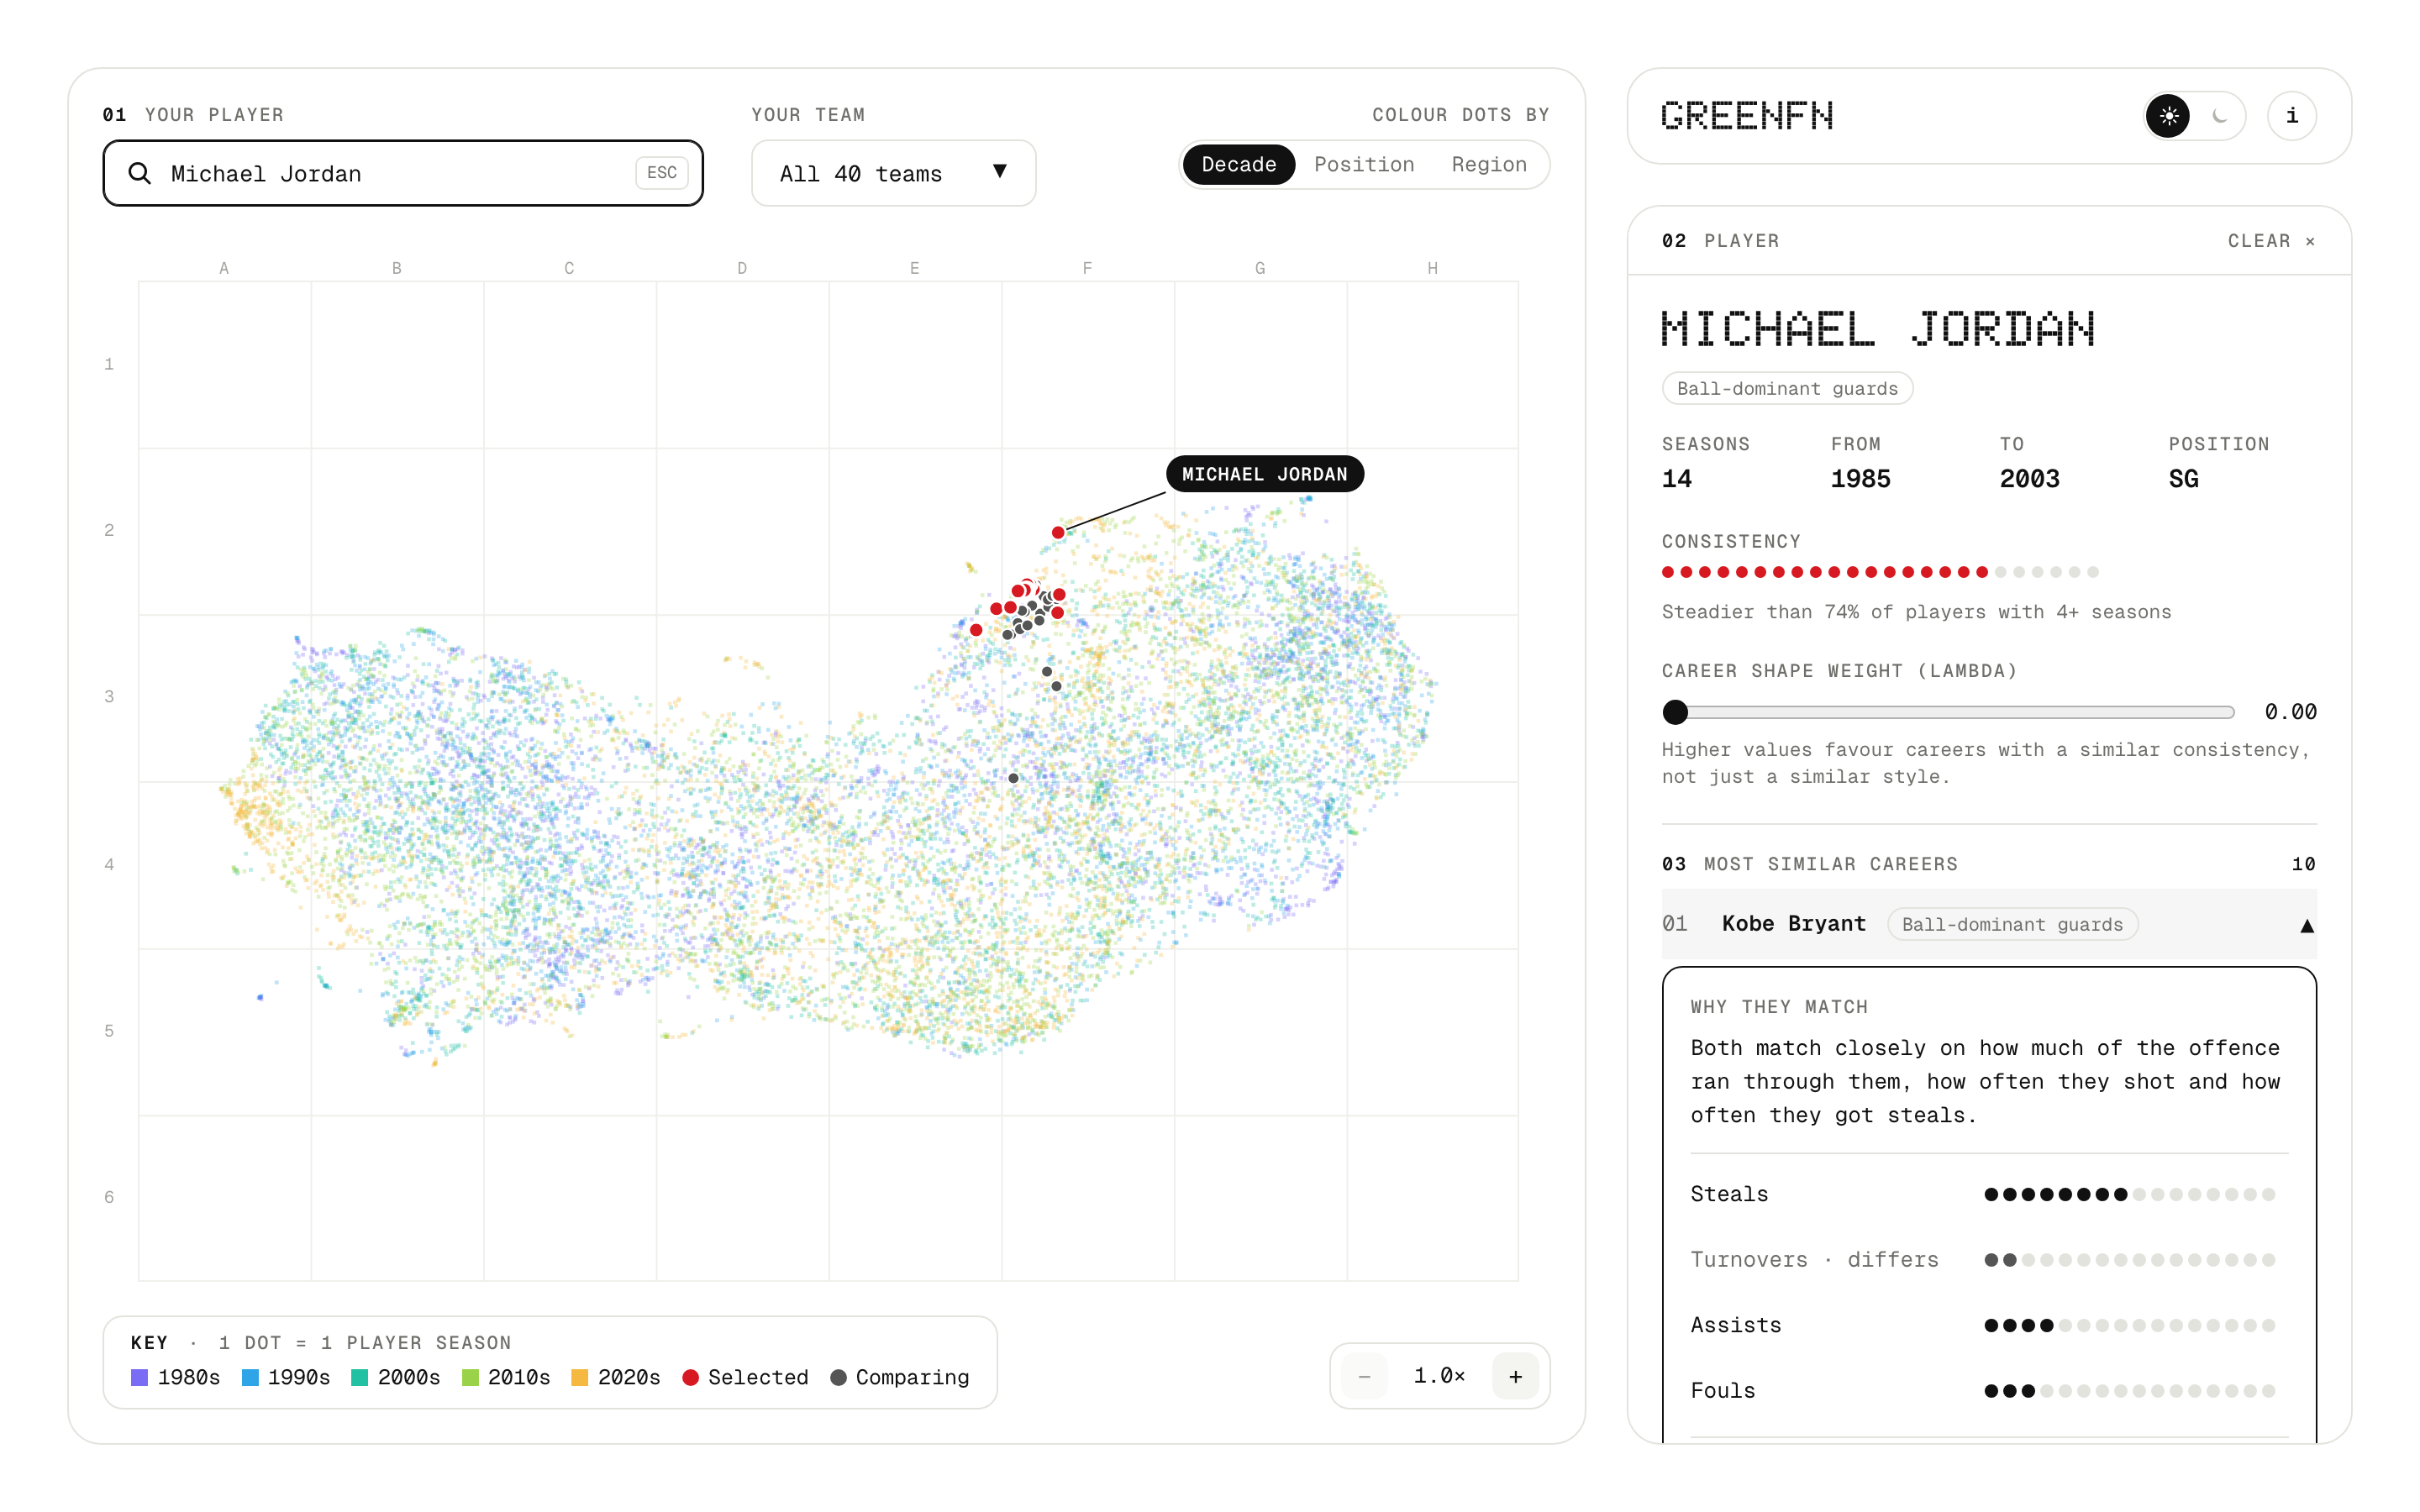 01 YOUR PLAYER
Michael Jordan
ESC
YOUR TEAM
All 40 teams ▼
COLOUR DOTS BY
Decade Position Region
A B C D E F G H
1
2
3
4
5
6
MICHAEL JORDAN
KEY · 1 DOT = 1 PLAYER SEASON
1980s 1990s 2000s 2010s 2020s Selected Comparing
− 1.0× +
GREENFN
i
02 PLAYER
CLEAR ×
MICHAEL JORDAN
Ball-dominant guards
SEASONS FROM TO POSITION
14 1985 2003 SG
CONSISTENCY
Steadier than 74% of players with 4+ seasons
CAREER SHAPE WEIGHT (LAMBDA)
0.00
Higher values favour careers with a similar consistency,
not just a similar style.
03 MOST SIMILAR CAREERS 10
01 Kobe Bryant Ball-dominant guards ▲
WHY THEY MATCH
Both match closely on how much of the offence
ran through them, how often they shot and how
often they got steals.
Steals
Turnovers · differs
Assists
Fouls